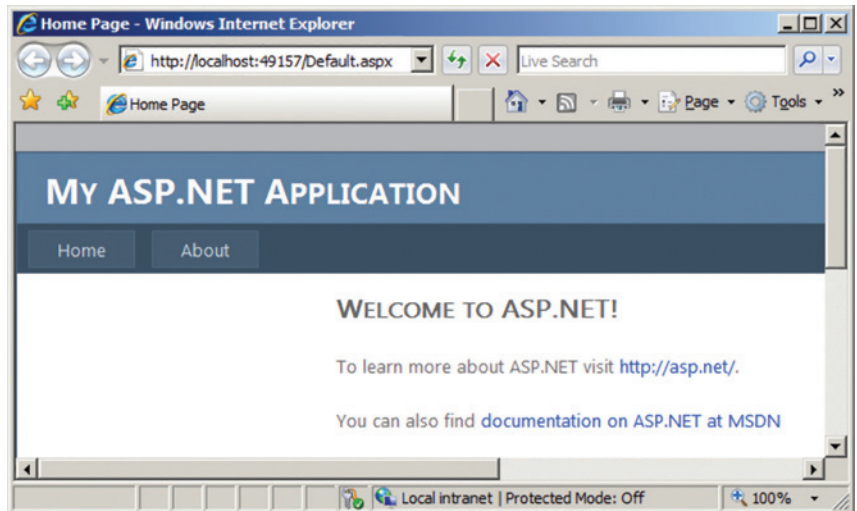 Home Page - Windows Internet Explorer
http://localhost:49157/Default.aspx
Live Search
Home Page
Page
Tools
»
MY ASP.NET APPLICATION
Home
About
WELCOME TO ASP.NET!
To learn more about ASP.NET visit http://asp.net/.
You can also find documentation on ASP.NET at MSDN
Local intranet | Protected Mode: Off
100%